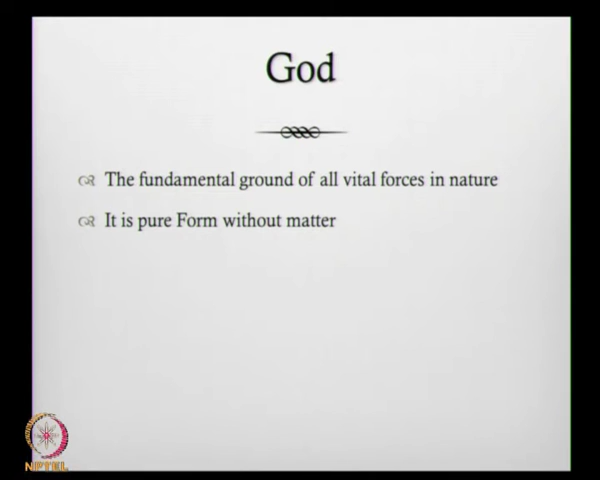 God
The fundamental ground of all vital forces in nature
It is pure Form without matter
NPTEL